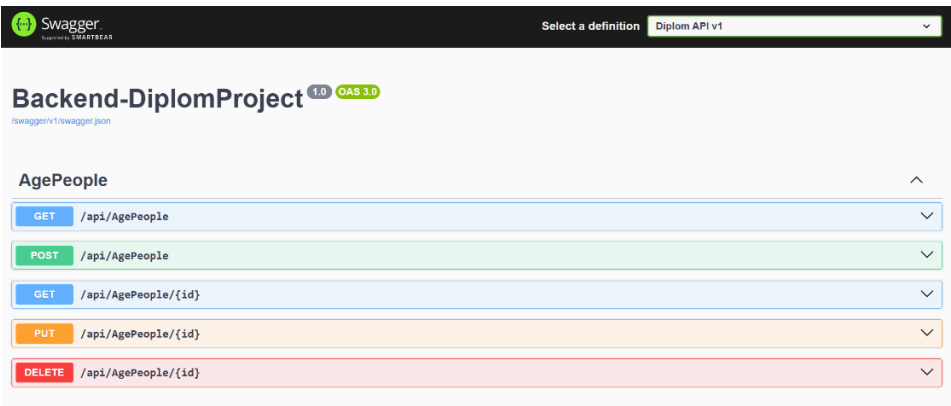 Swagger.
Supported by SMARTBEAR
Select a definition
Diplom API v1
Backend-DiplomProject 1.0 OAS 3.0
/swagger/v1/swagger.json
AgePeople
GET /api/AgePeople
POST /api/AgePeople
GET /api/AgePeople/{id}
PUT /api/AgePeople/{id}
DELETE /api/AgePeople/{id}